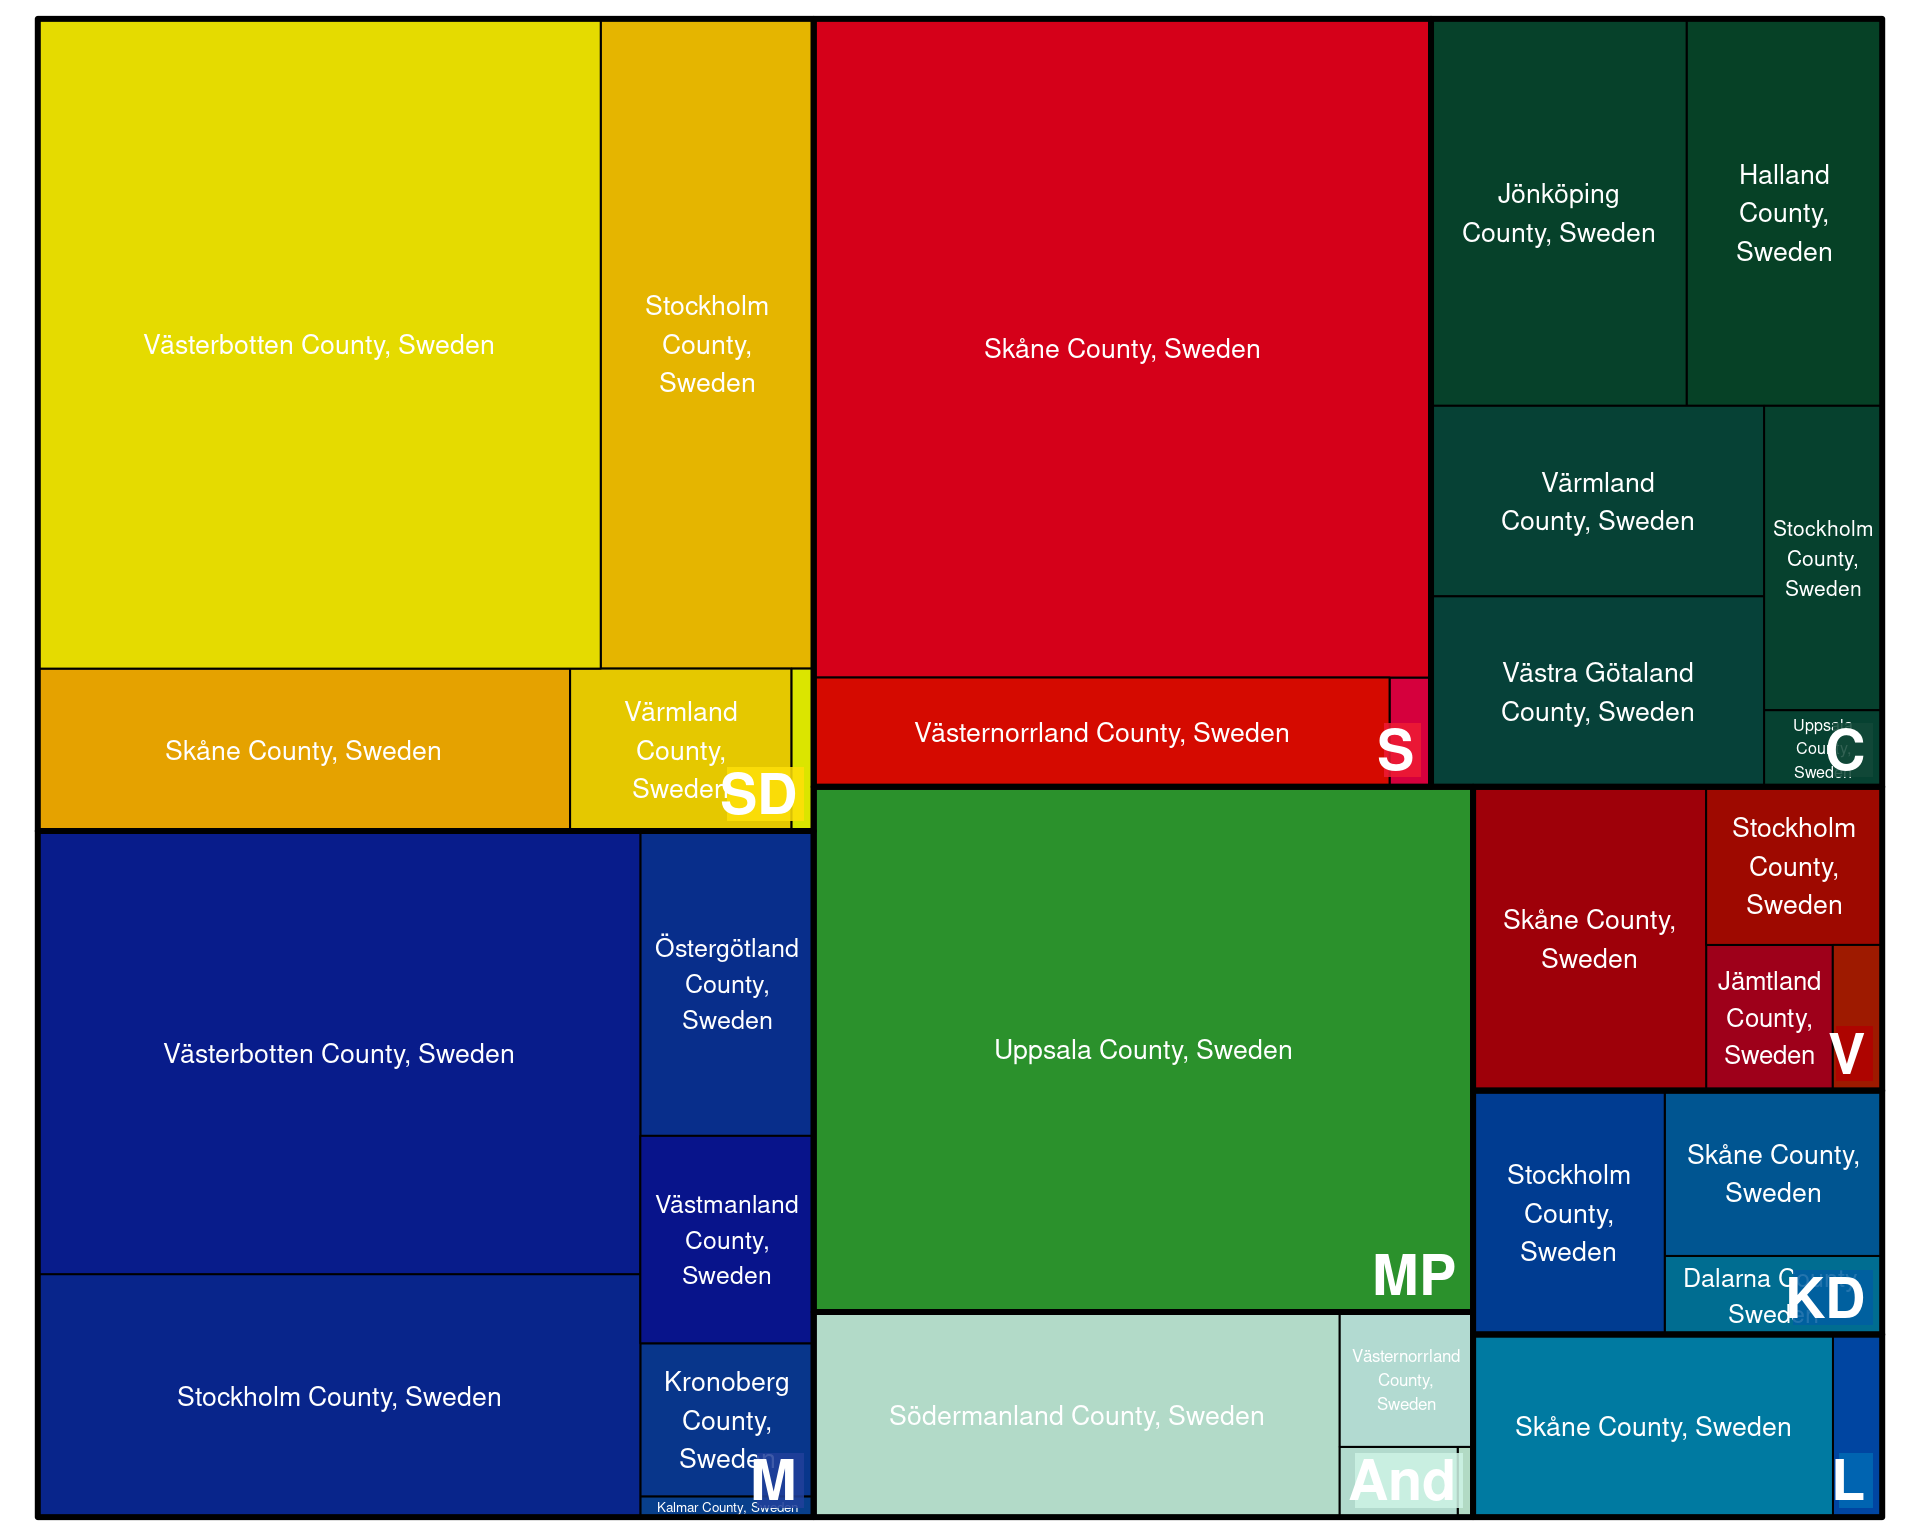 Västerbotten County, Sweden
Stockholm
County,
Sweden
Skåne County, Sweden
Värmland
County,
Sweden
SD
Västerbotten County, Sweden
Östergötland
County,
Sweden
Västmanland
County,
Sweden
Stockholm County, Sweden
Kronoberg
County,
Sweden
Kalmar County, Sweden
M
Skåne County, Sweden
Västernorrland County, Sweden
S
Jönköping
County, Sweden
Halland
County,
Sweden
Värmland
County, Sweden
Stockholm
County,
Sweden
Västra Götaland
County, Sweden
Uppsala
County,
Sweden
C
Uppsala County, Sweden
MP
Södermanland County, Sweden
Västernorrland
County,
Sweden
And
Skåne County,
Sweden
Stockholm
County,
Sweden
Jämtland
County,
Sweden
V
Stockholm
County,
Sweden
Skåne County,
Sweden
Dalarna County,
Sweden
KD
Skåne County, Sweden
L